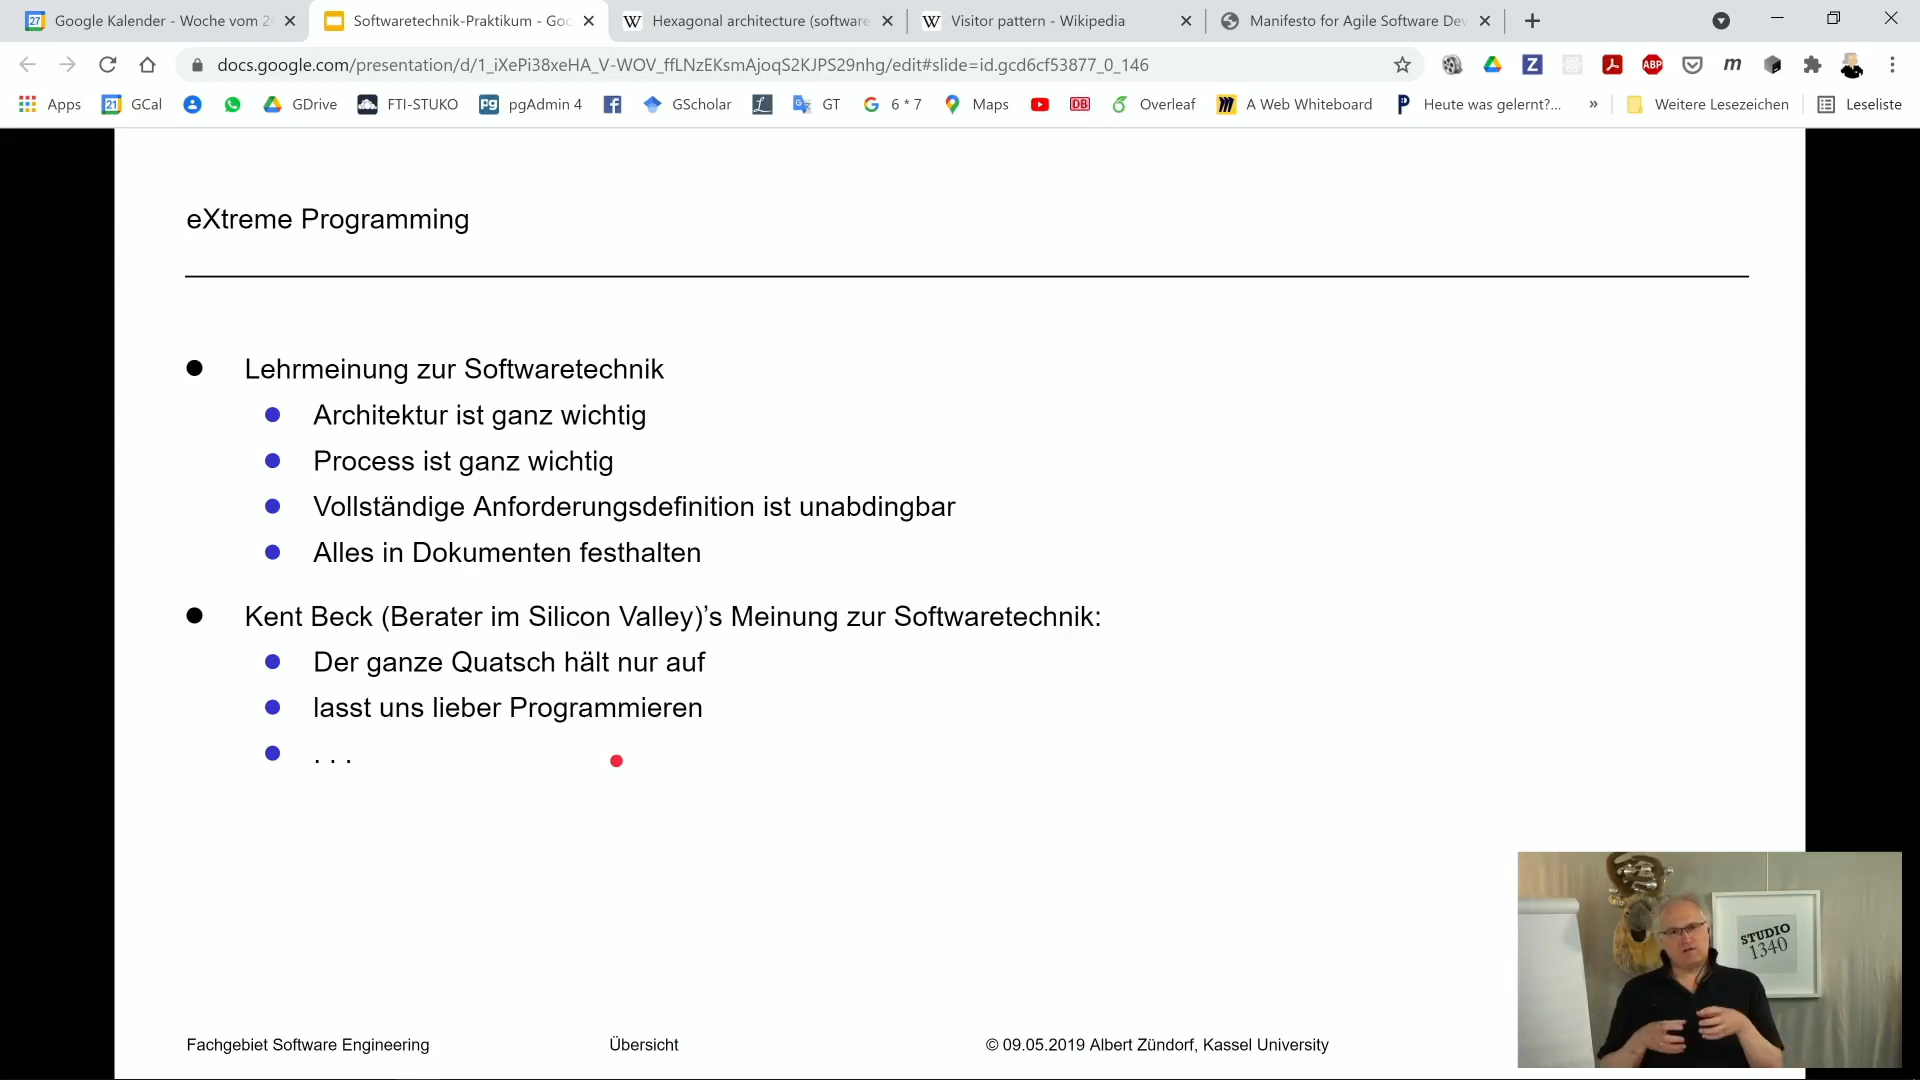 Google Kalender - Woche vom 2
Softwaretechnik-Praktikum - Goo
Hexagonal architecture (software
Visitor pattern - Wikipedia
Manifesto for Agile Software Dev
docs.google.com/presentation/d/1_iXePi38xeHA_V-WOV_ffLNzEKsmAjoqS2KJPS29nhg/edit#slide=id.gcd6cf53877_0_146
Apps GCal GDrive FTI-STUKO pgAdmin 4 GScholar GT 6 * 7 Maps Overleaf A Web Whiteboard Heute was gelernt?... » Weitere Lesezeichen Leseliste
eXtreme Programming
Lehrmeinung zur Softwaretechnik
Architektur ist ganz wichtig
Process ist ganz wichtig
Vollständige Anforderungsdefinition ist unabdingbar
Alles in Dokumenten festhalten
Kent Beck (Berater im Silicon Valley)’s Meinung zur Softwaretechnik:
Der ganze Quatsch hält nur auf
lasst uns lieber Programmieren
. . .
STUDIO
1340
Fachgebiet Software Engineering
Übersicht
© 09.05.2019 Albert Zündorf, Kassel University